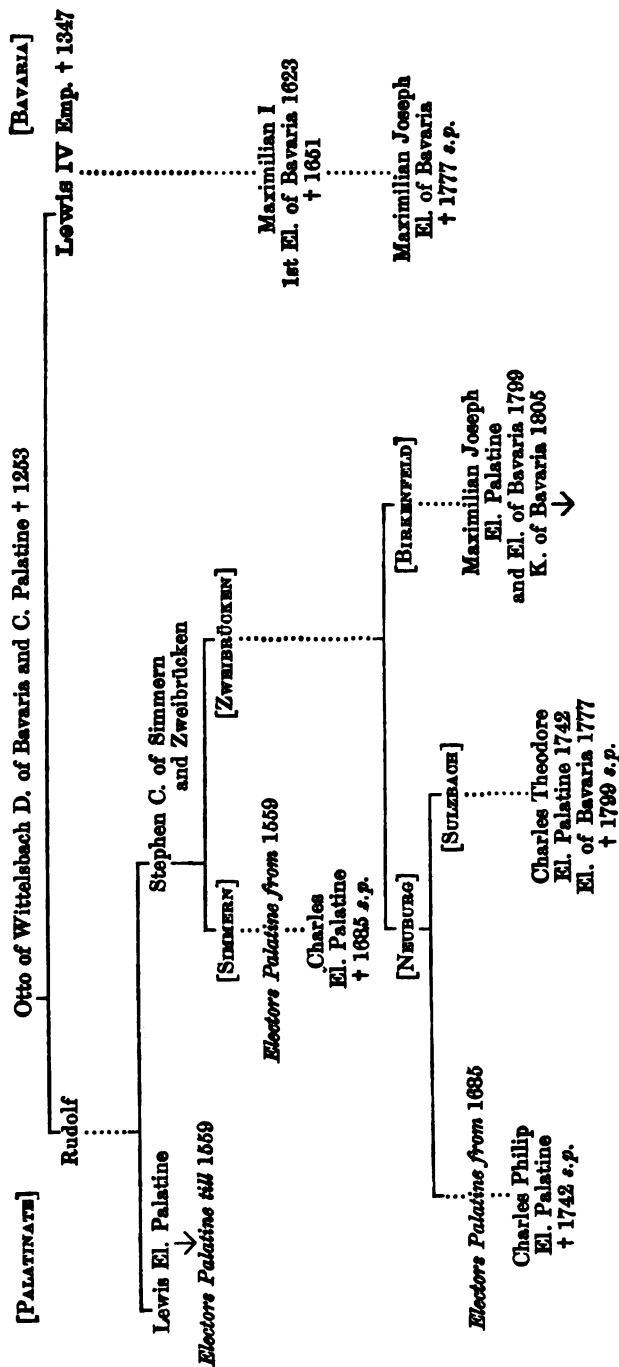 Otto of Wittelsbach D. of Bavaria and C. Palatine † 1253
[PALATINATE]
[BAVARIA]
Rudolf
Lewis IV Emp. † 1347
Lewis El. Palatine
Electors Palatine till 1559
Stephen C. of Simmern
and Zweibrücken
Maximilian I
1st El. of Bavaria 1623
† 1651
[SIMMERN]
[ZWEIBRÜCKEN]
Electors Palatine from 1559
Charles
El. Palatine
† 1685 s.p.
Maximilian Joseph
El. of Bavaria
† 1777 s.p.
[NEUBURG]
[BIRKENFELD]
Electors Palatine from 1685
[SULZBACH]
Maximilian Joseph
El. Palatine
and El. of Bavaria 1799
K. of Bavaria 1805
Charles Philip
El. Palatine
† 1742 s.p.
Charles Theodore
El. Palatine 1742
El. of Bavaria 1777
† 1799 s.p.